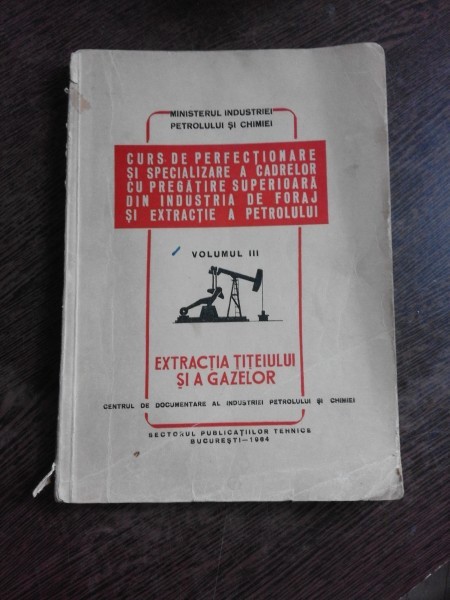 MINISTERUL INDUSTRIEI
PETROLULUI ȘI CHIMIEI
CURS DE PERFECȚIONARE
ȘI SPECIALIZARE A CADRELOR
CU PREGĂTIRE SUPERIOARĂ
DIN INDUSTRIA DE FORAJ
ȘI EXTRACȚIE A PETROLULUI
VOLUMUL III
EXTRACȚIA ȚIȚEIULUI
ȘI A GAZELOR
CENTRUL DE DOCUMENTARE AL INDUSTRIEI PETROLULUI ȘI CHIMIEI
SECTORUL PUBLICAȚIILOR TEHNICE
BUCUREȘTI—1964